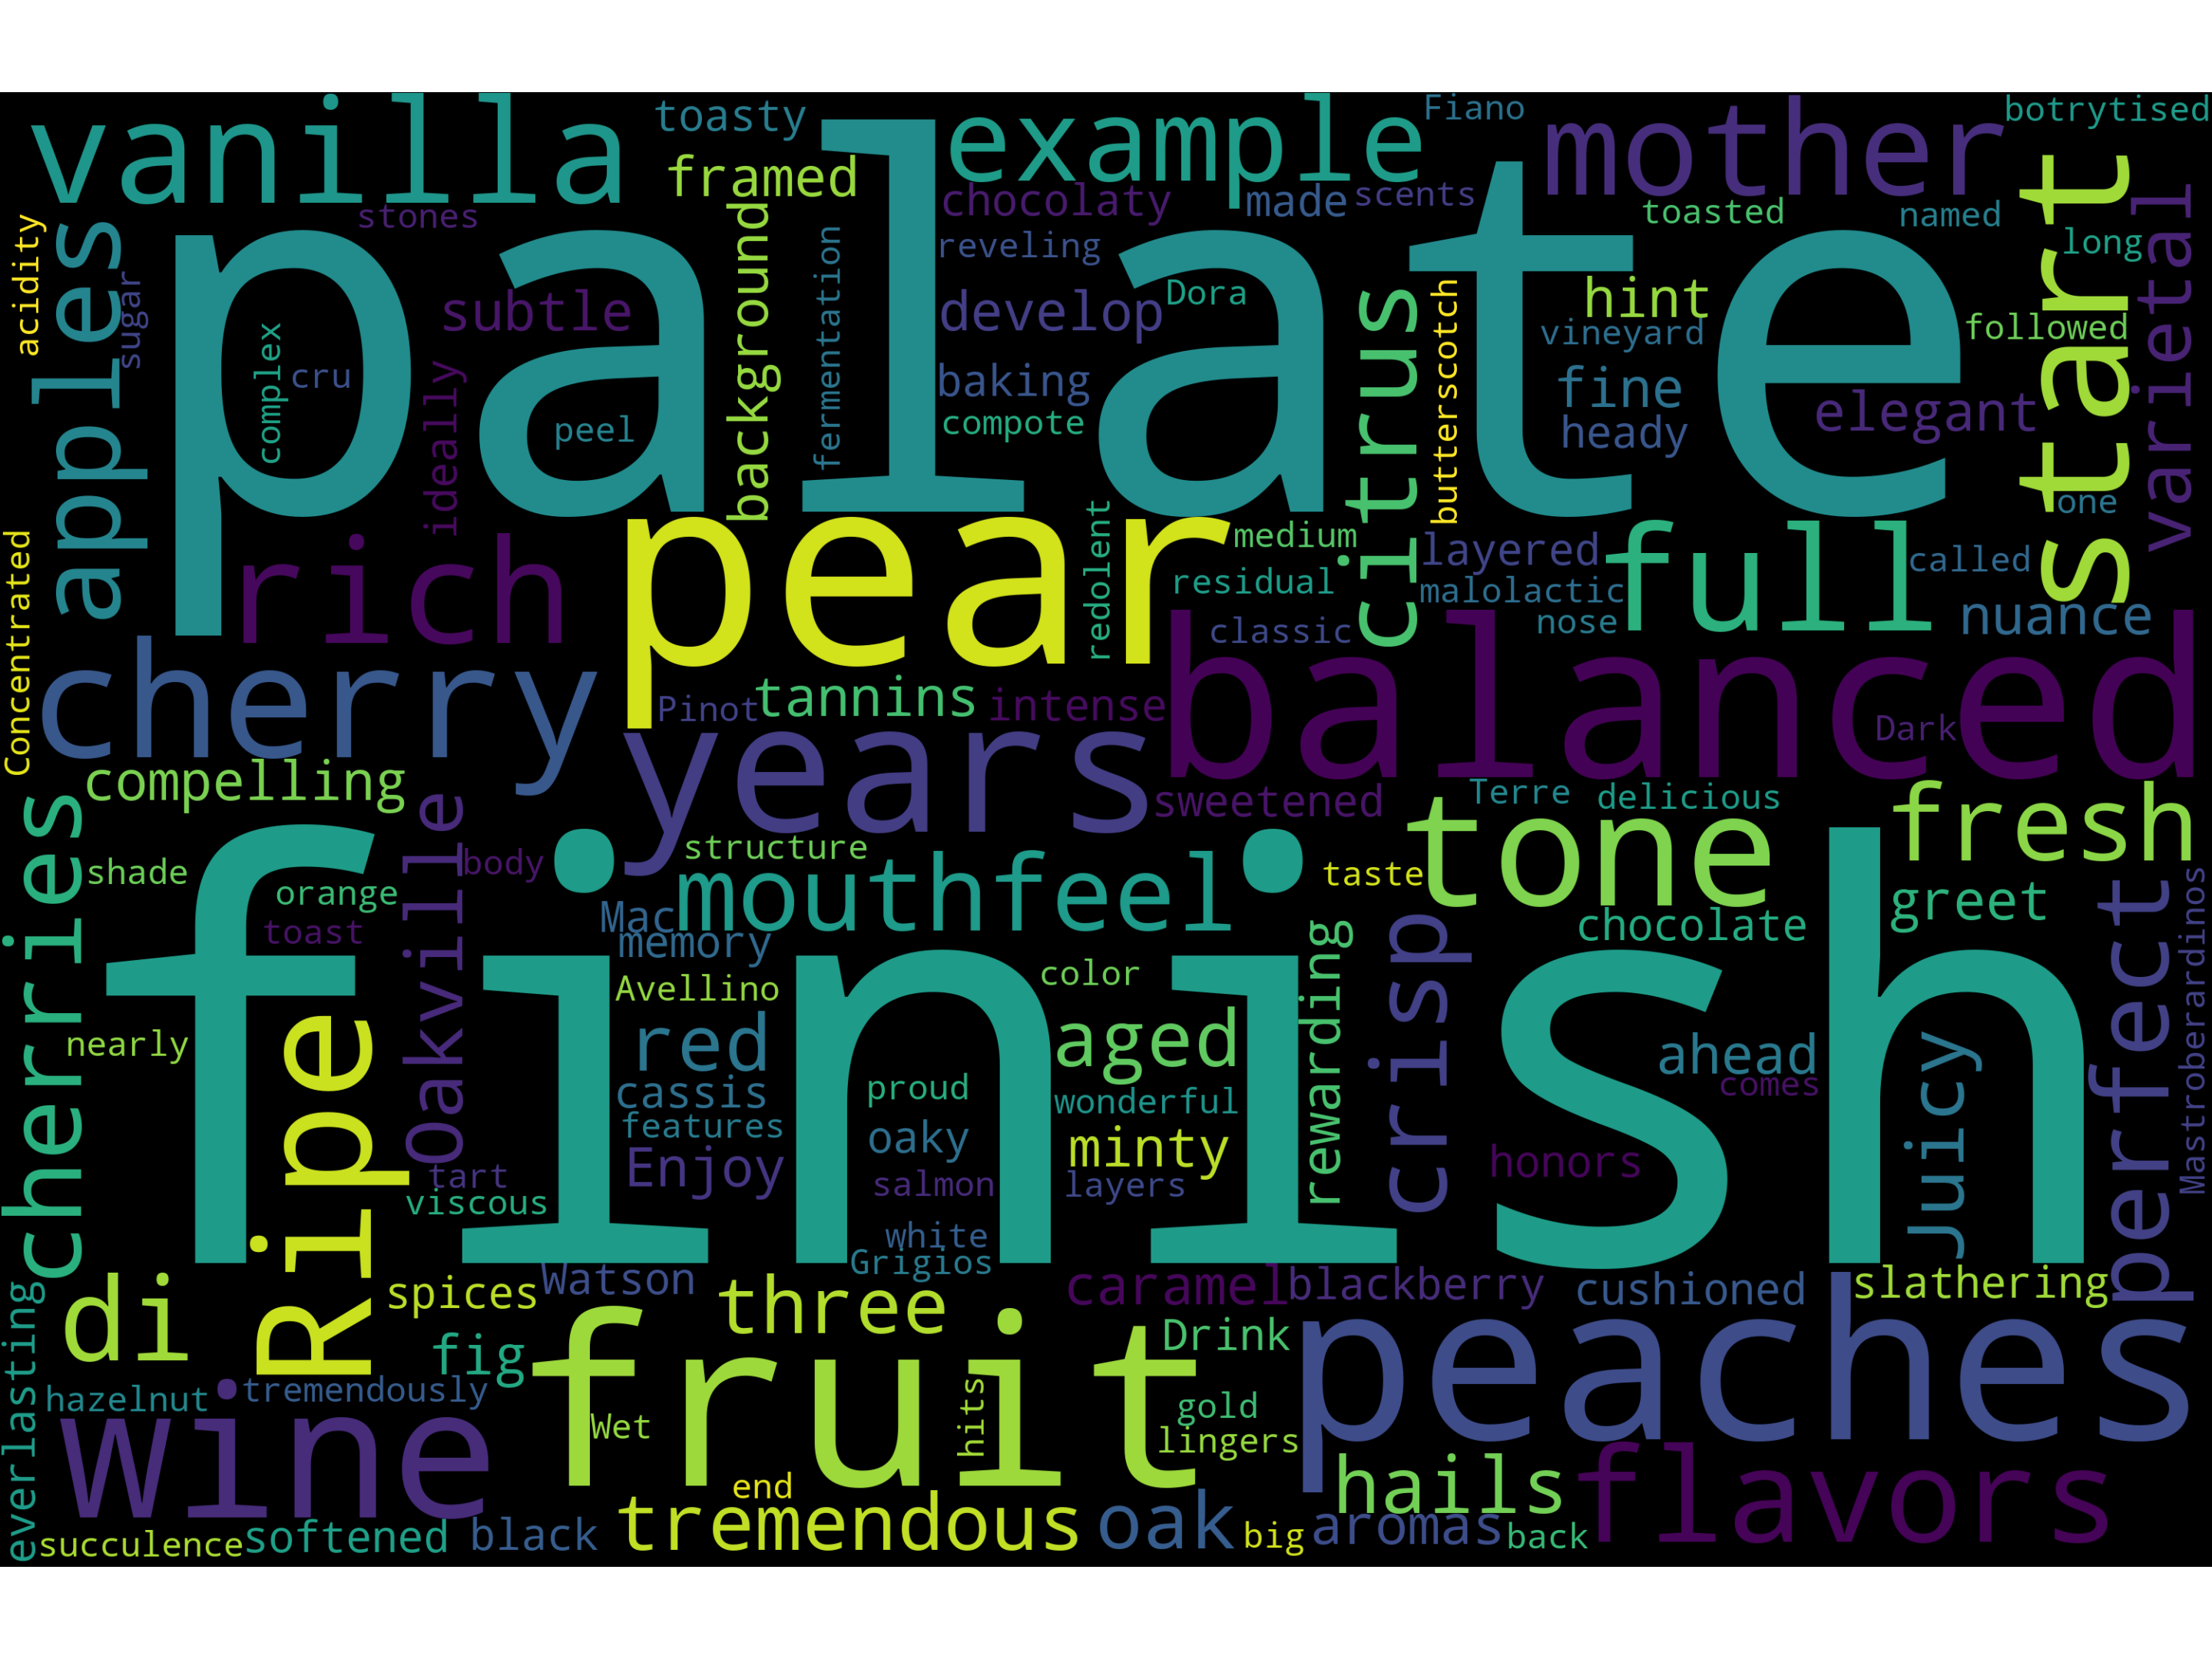 vanilla
toasty
example
Fiano
mother
botrytised
framed
chocolaty
made
scents
stones
toasted
named
start
varietal
acidity
apples
sugar
palate
background
fermentation
reveling
long
subtle
develop
Dora
citrus
butterscotch
hint
vineyard
followed
complex
cru
ideally
baking
fine
elegant
peel
compote
heady
one
Concentrated
rich
pear
redolent
medium
layered
full
called
residual
malolactic
nuance
classic
nose
cherry
Pinot
tannins
intense
balanced
Dark
years
compelling
sweetened
Terre
delicious
tone
fresh
cherries
Oakville
body
structure
mouthfeel
taste
shade
orange
toast
Mac
memory
greet
chocolate
perfect
Mastroberardinos
finish
Avellino
color
rewarding
crisp
nearly
Ripe
red
aged
ahead
Juicy
comes
cassis
proud
wonderful
features
oaky
minty
Enjoy
honors
tart
salmon
layers
viscous
white
Grigios
everlasting
di
spices
Watson
three
caramel
blackberry
cushioned
slathering
fig
fruit
Drink
peaches
hazelnut
tremendously
wine
Wet
hits
gold
lingers
end
hails
flavors
succulence
softened
black
tremendous
oak
big
aromas
back